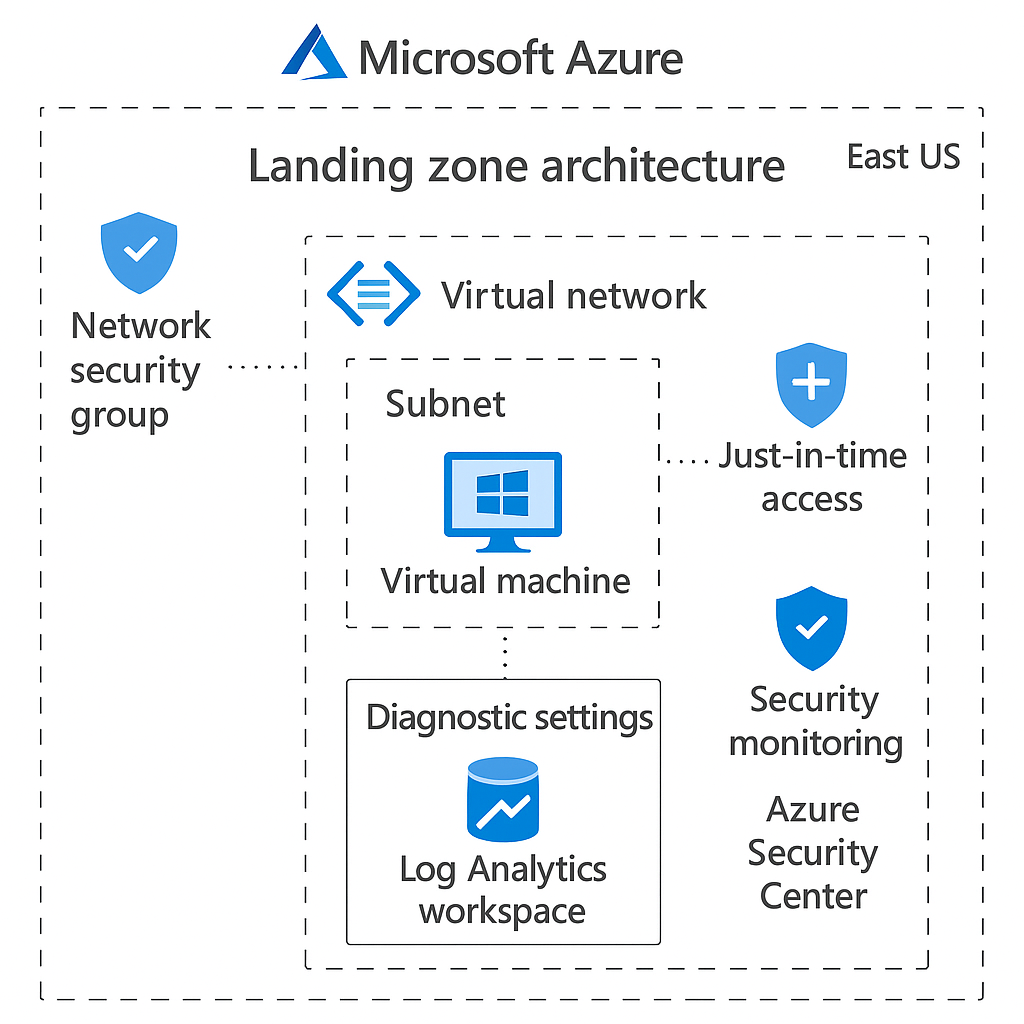 Microsoft Azure
Landing zone architecture
East US
Network
security
group
Virtual network
Subnet
Virtual machine
Just-in-time
access
Diagnostic settings
Log Analytics
workspace
Security
monitoring
Azure
Security
Center